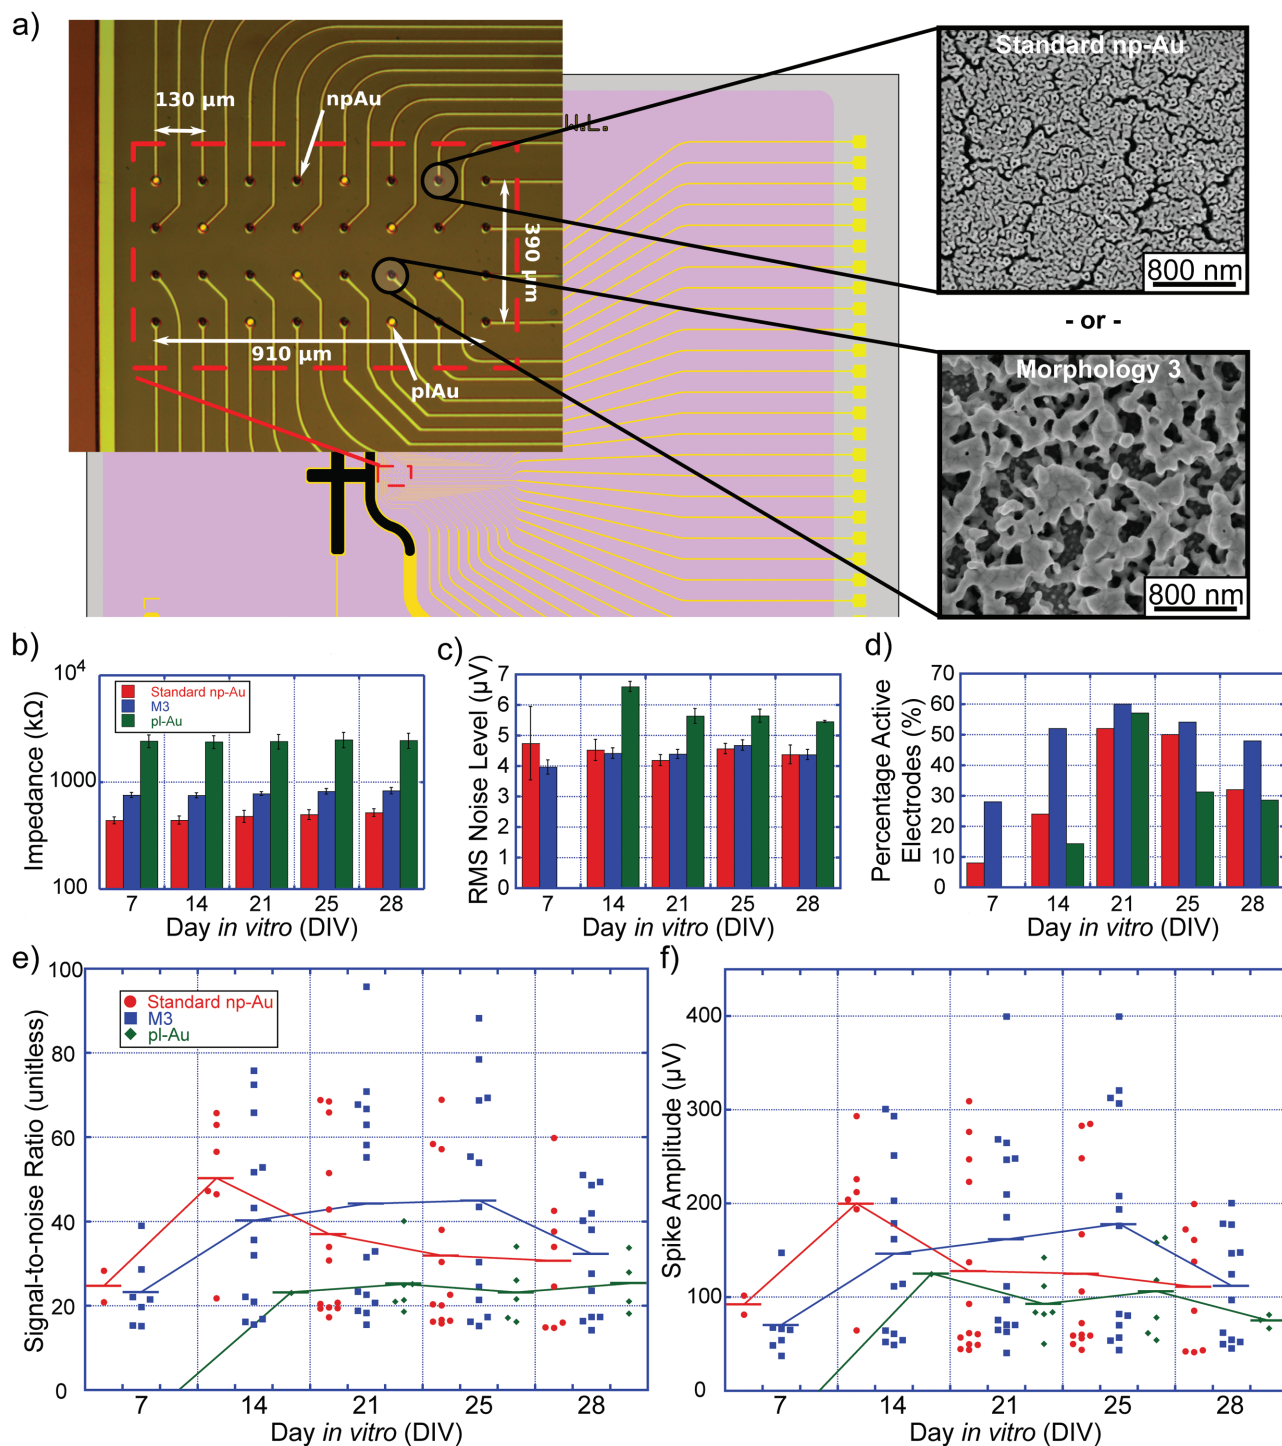 a)
130 µm
npAu
390 µm
910 µm
plAu
W.L.
Standard np-Au
800 nm
- or -
Morphology 3
800 nm
b)
Impedance (kΩ)
10⁴
1000
100
Standard np-Au
M3
pl-Au
7 14 21 25 28
Day in vitro (DIV)
c)
RMS Noise Level (µV)
7
6
5
4
3
2
1
0
7 14 21 25 28
Day in vitro (DIV)
d)
Percentage Active
Electrodes (%)
70
60
50
40
30
20
10
0
7 14 21 25 28
Day in vitro (DIV)
e)
Signal-to-noise Ratio (unitless)
100
80
60
40
20
0
Standard np-Au
M3
pl-Au
7 14 21 25 28
Day in vitro (DIV)
f)
Spike Amplitude (µV)
400
300
200
100
0
7 14 21 25 28
Day in vitro (DIV)